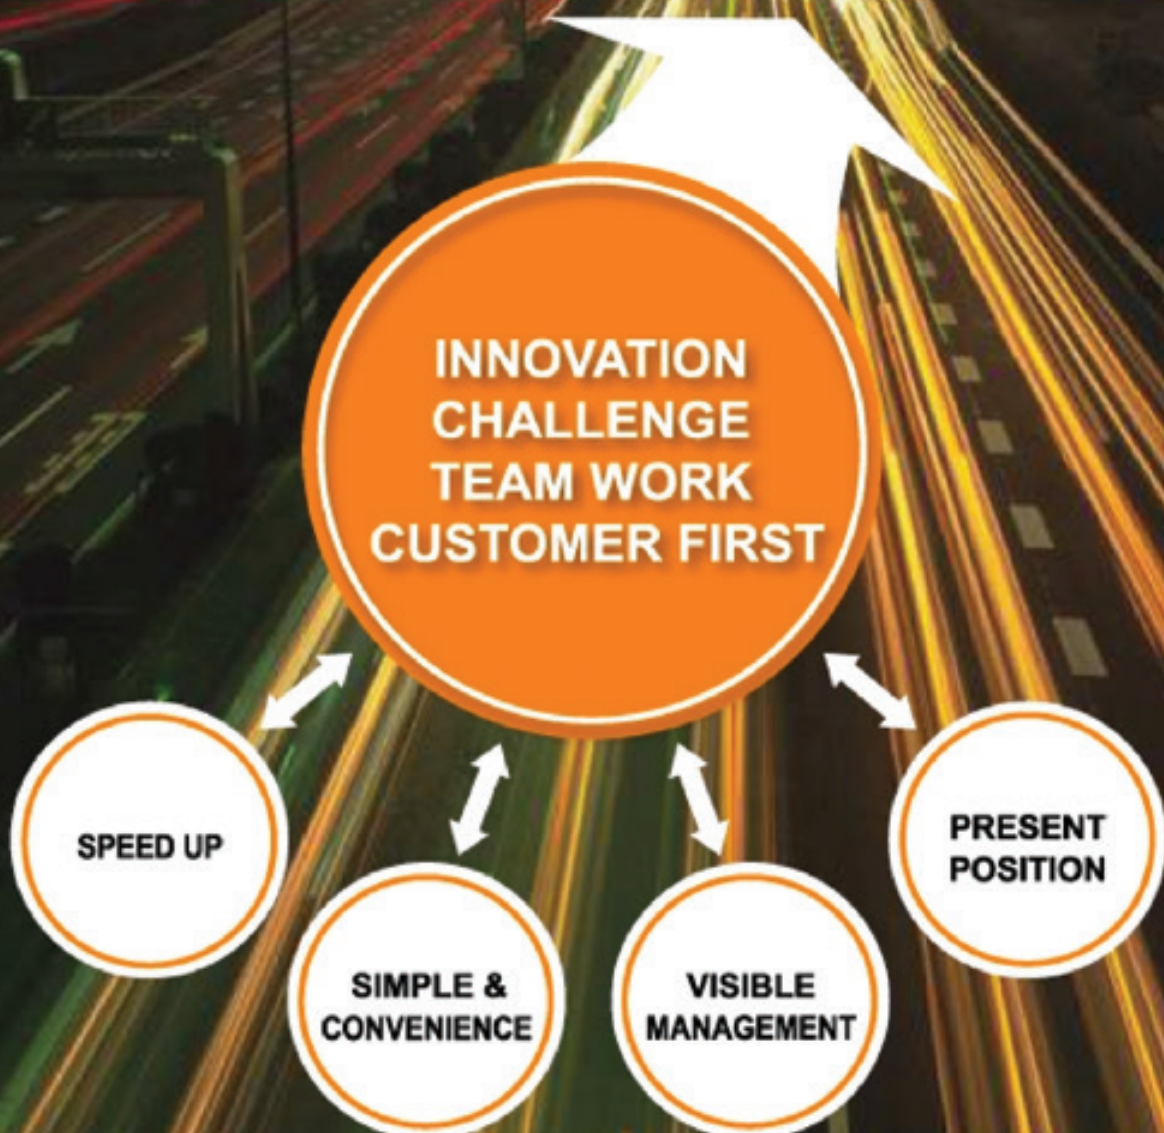 INNOVATION
CHALLENGE
TEAM WORK
CUSTOMER FIRST
SPEED UP
SIMPLE &
CONVENIENCE
VISIBLE
MANAGEMENT
PRESENT
POSITION